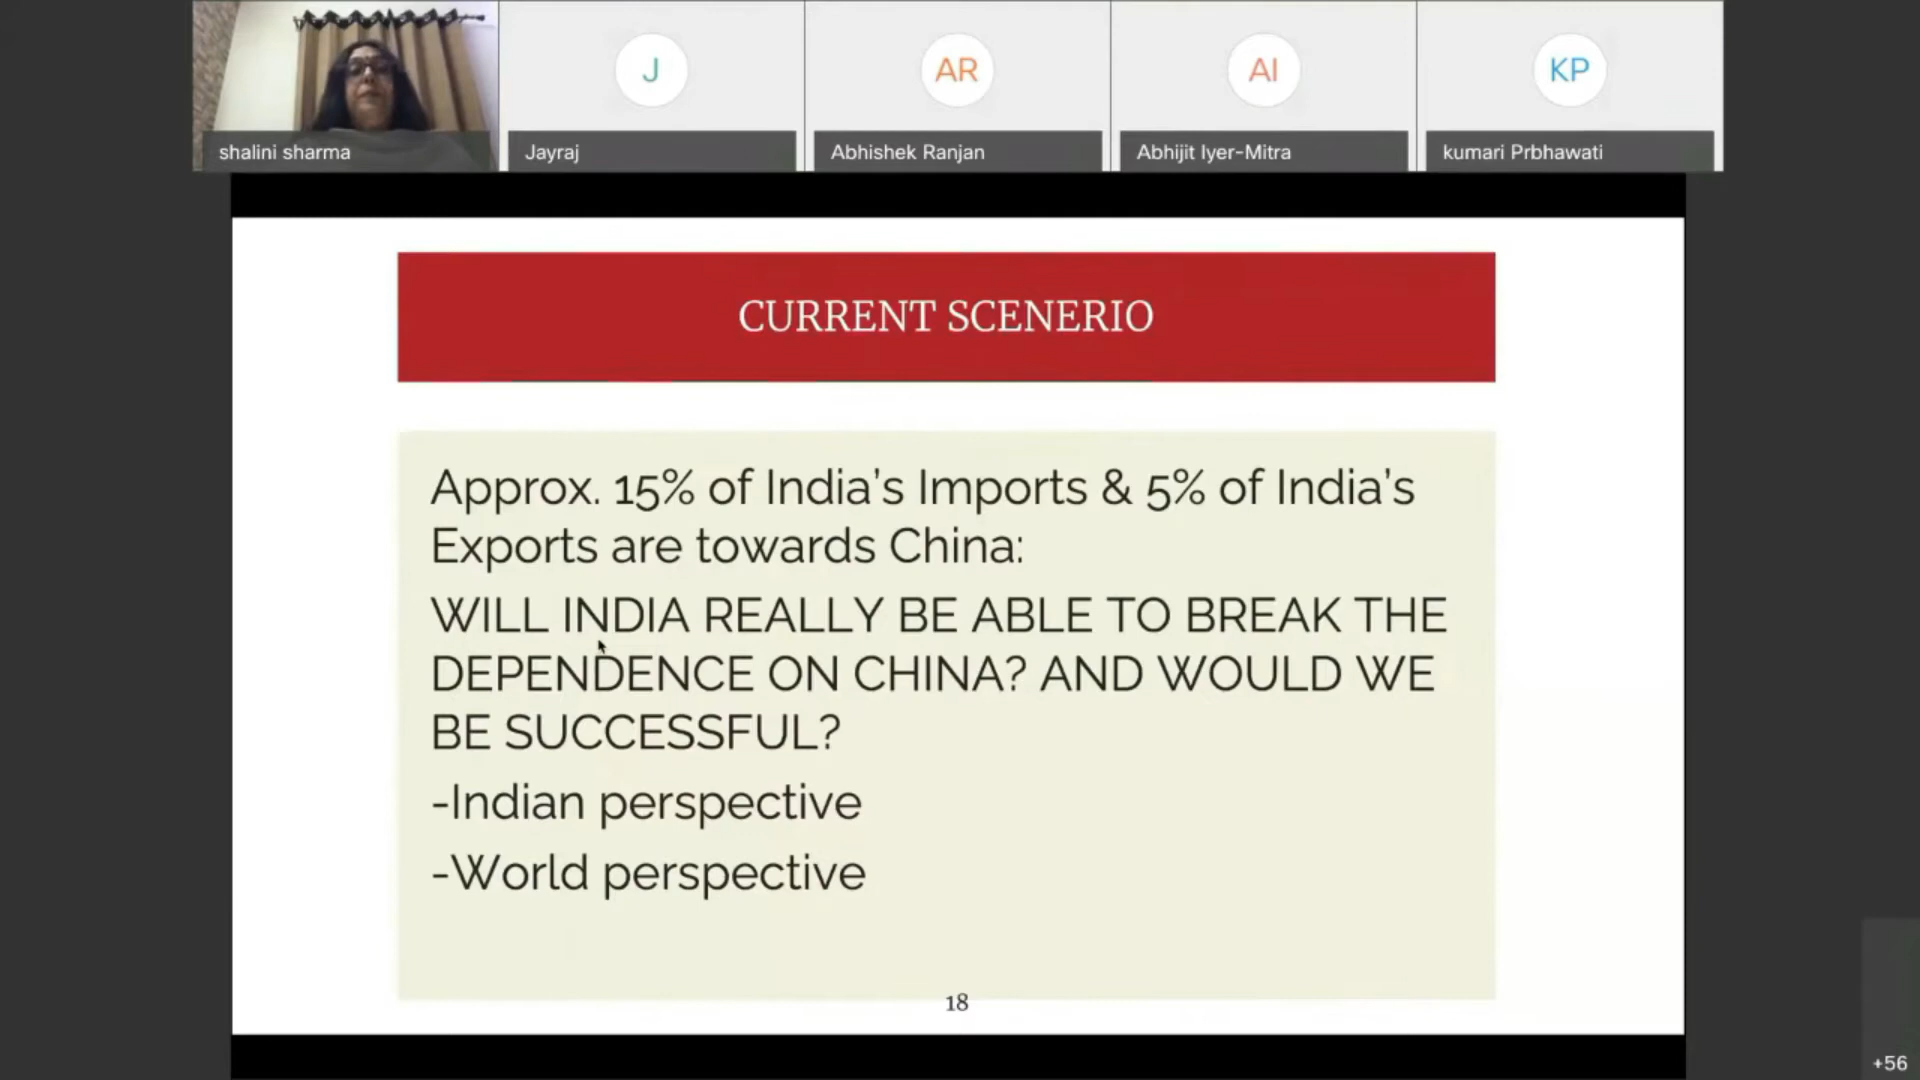 J
AR
AI
KP
shalini sharma
Jayraj
Abhishek Ranjan
Abhijit Iyer-Mitra
kumari Prbhawati
CURRENT SCENERIO
Approx. 15% of India's Imports & 5% of India's
Exports are towards China:
WILL INDIA REALLY BE ABLE TO BREAK THE
DEPENDENCE ON CHINA? AND WOULD WE
BE SUCCESSFUL?
-Indian perspective
-World perspective
18
+56